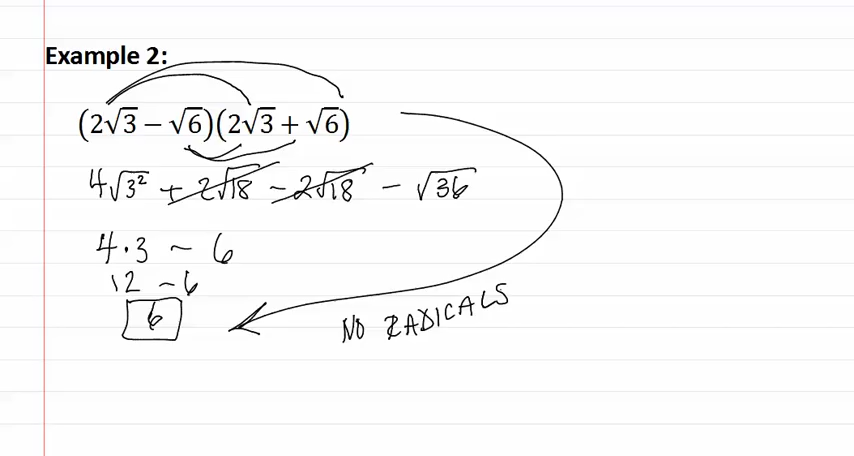 Example 2:
(2√3 − √6)(2√3 + √6)
4√3² + 2√18 − 2√18 − √36
4·3 − 6
12 − 6
6
NO RADICALS